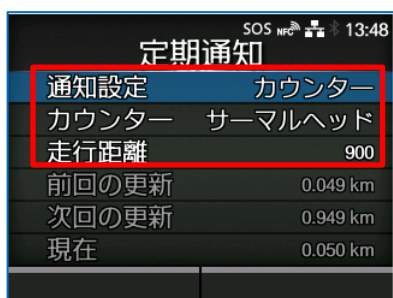 SOS NFC 13:48
定期通知
通知設定 カウンター
カウンター サーマルヘッド
走行距離 900
前回の更新 0.049 km
次回の更新 0.949 km
現在 0.050 km